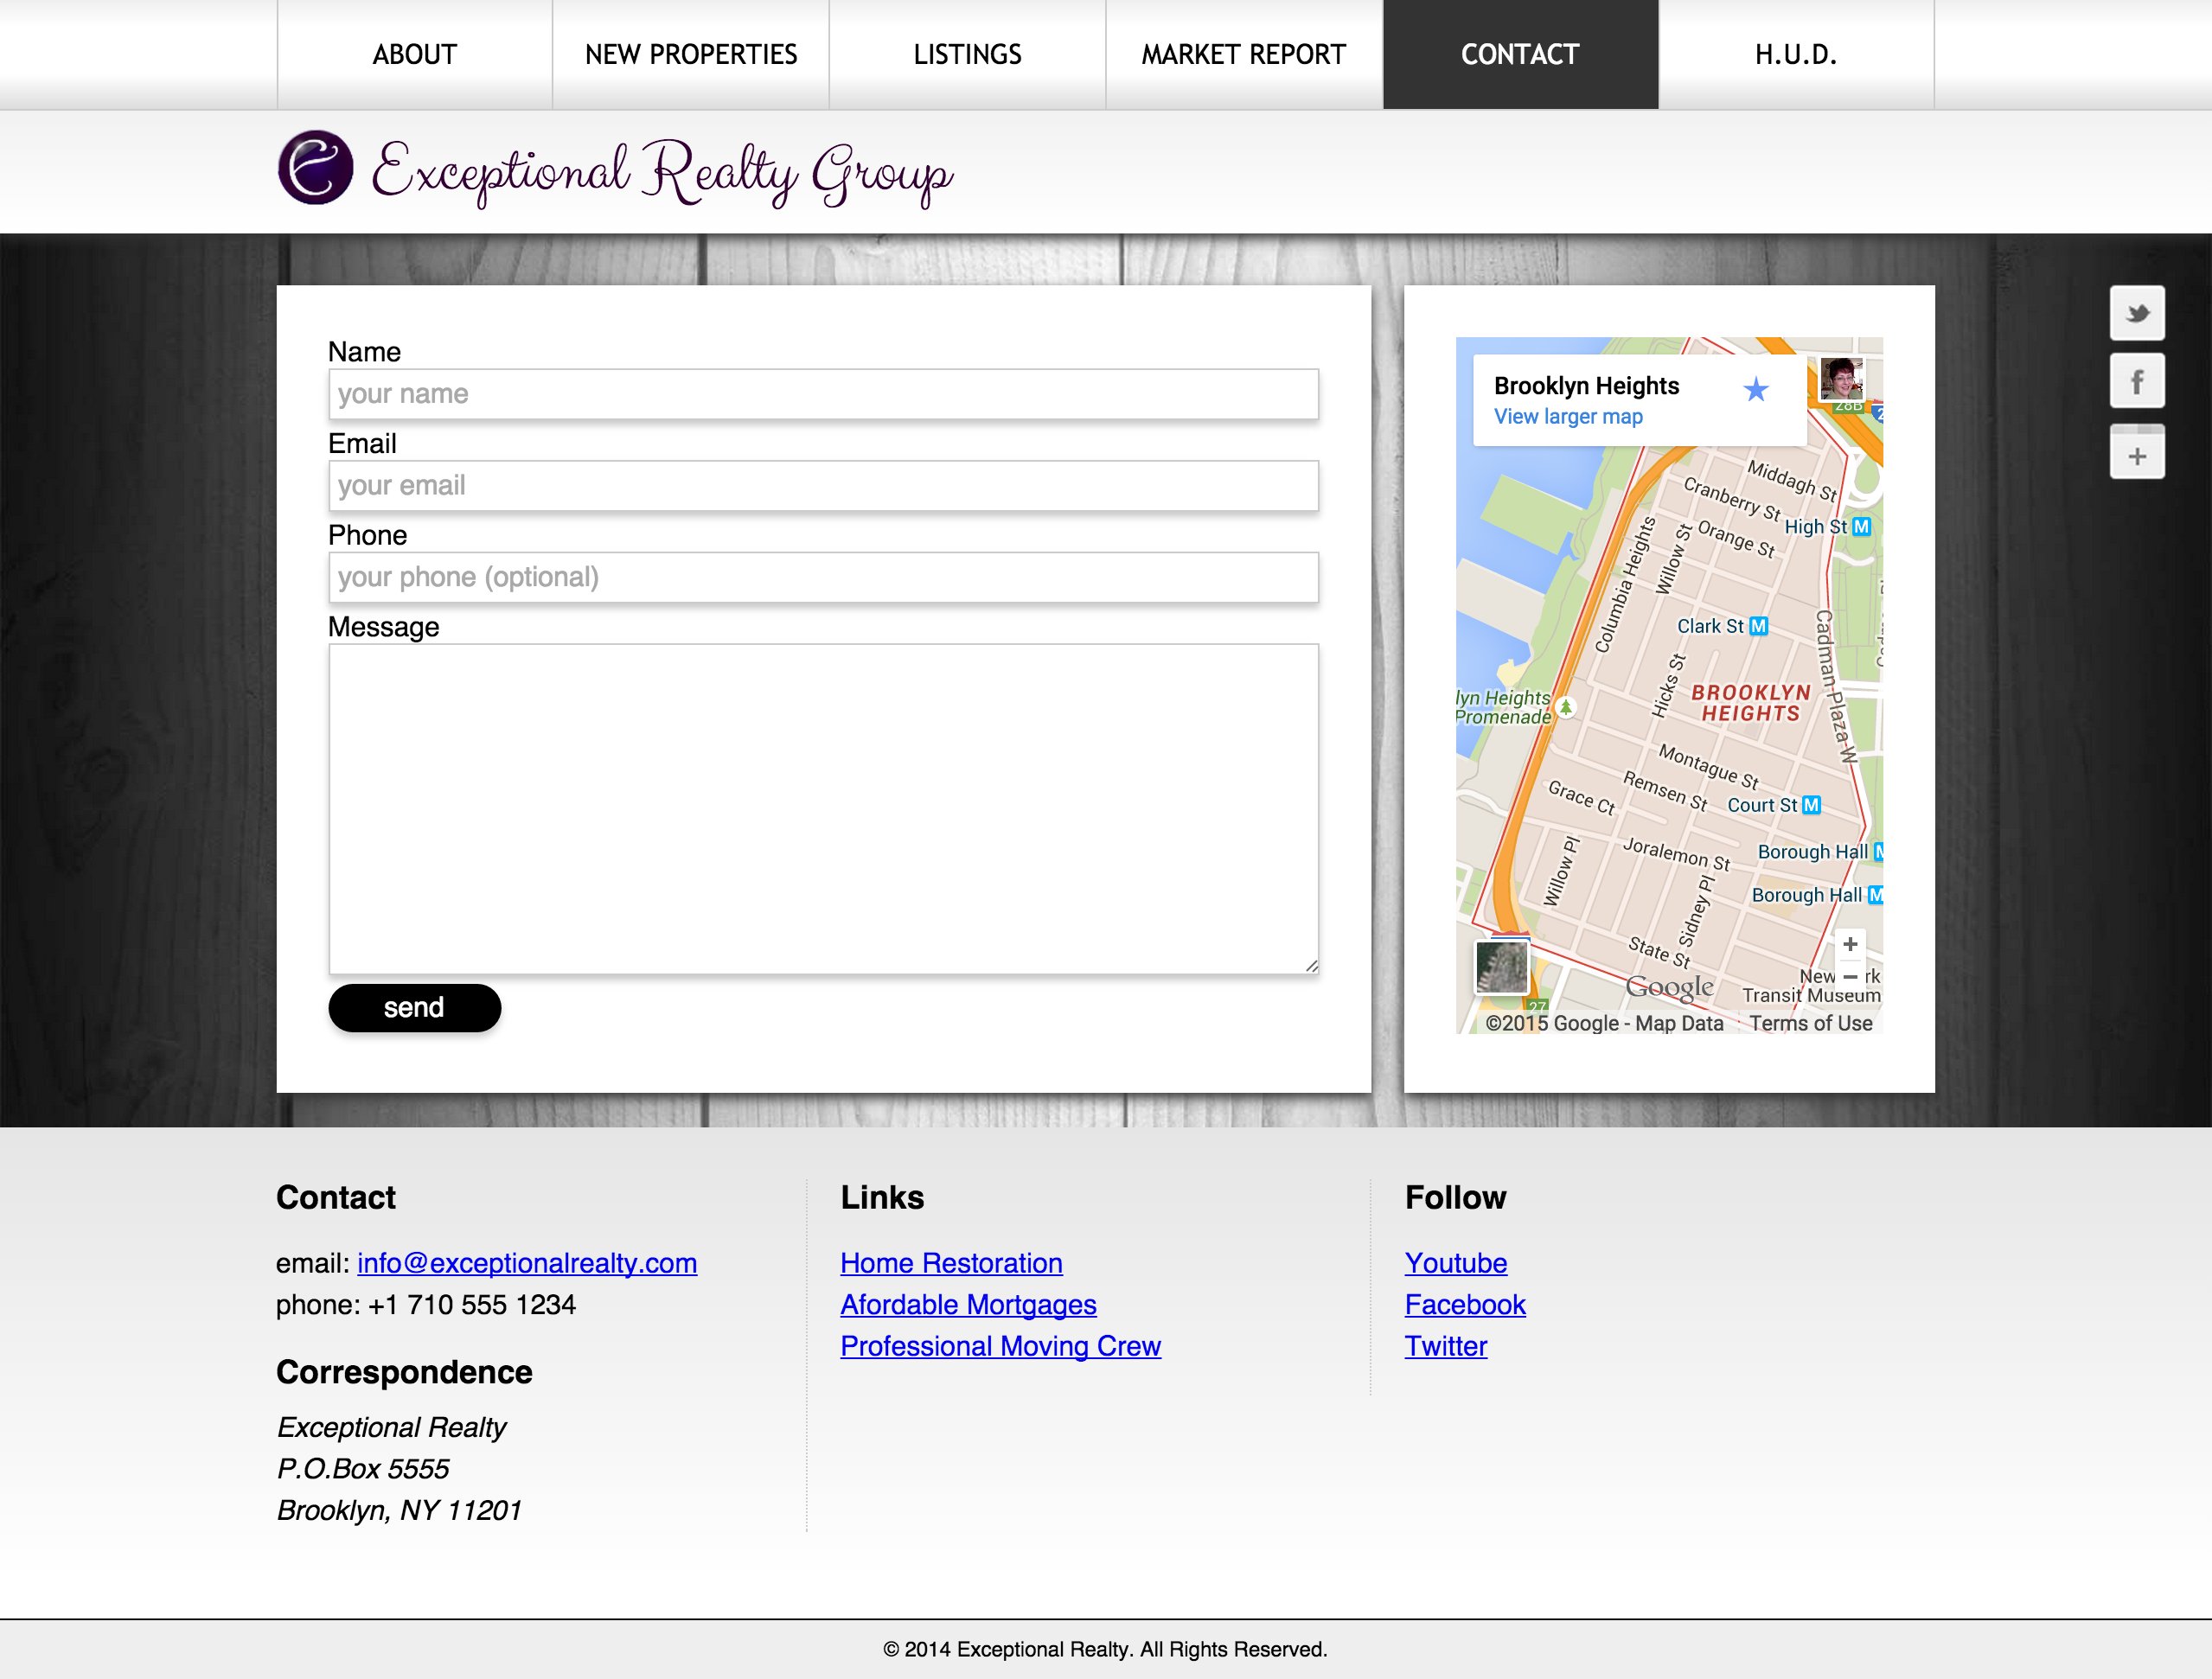 ABOUT
NEW PROPERTIES
LISTINGS
MARKET REPORT
CONTACT
H.U.D.
Exceptional Realty Group
Name
your name
Email
your email
Phone
your phone (optional)
Message
send
Brooklyn Heights
View larger map
28B
Middagh St
Cranberry St
Orange St
High St M
Columbia Heights
Willow St
Clark St M
Cadman Plaza W
Hicks St
BROOKLYN
HEIGHTS
lyn Heights
Promenade
Montague St
Remsen St
Grace Ct
Court St M
Joralemon St
Borough Hall M
Willow Pl
Borough Hall M
Sidney Pl
State St
+
−
New rk
Transit Museum
Google
27
©2015 Google - Map Data
Terms of Use
f
+
Contact
email: info@exceptionalrealty.com
phone: +1 710 555 1234
Correspondence
Exceptional Realty
P.O.Box 5555
Brooklyn, NY 11201
Links
Home Restoration
Afordable Mortgages
Professional Moving Crew
Follow
Youtube
Facebook
Twitter
© 2014 Exceptional Realty. All Rights Reserved.